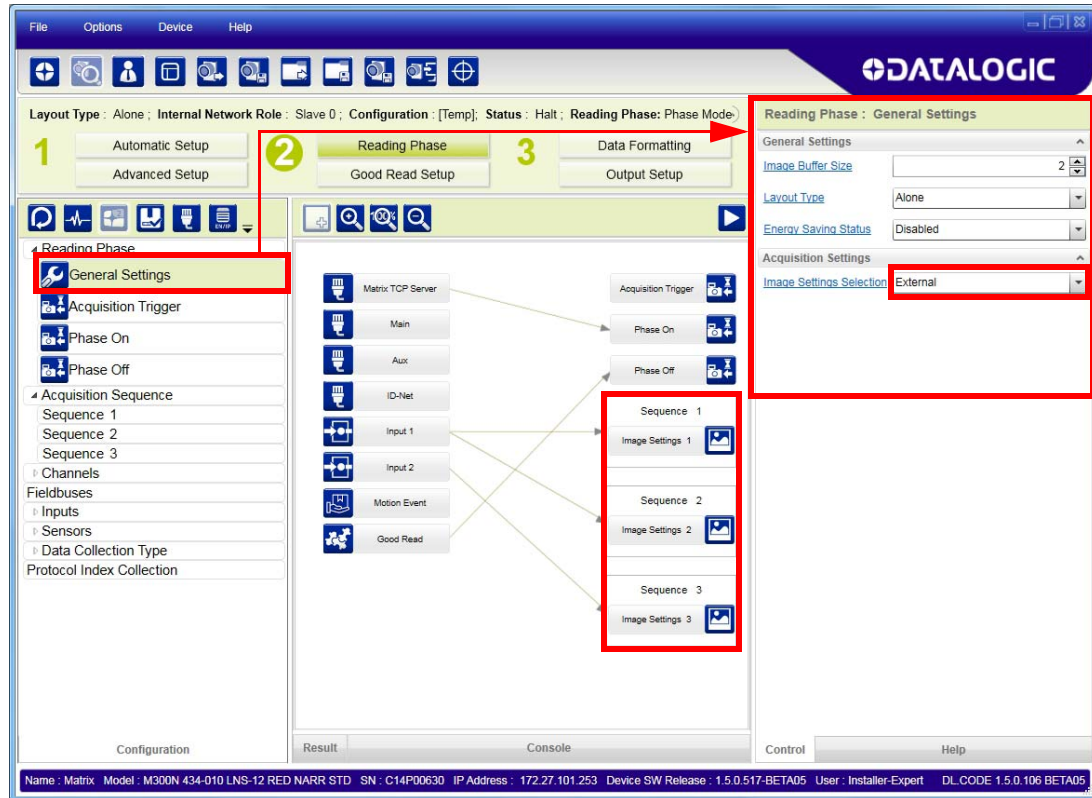 File Options Device Help
DATALOGIC
Layout Type : Alone ; Internal Network Role : Slave 0 ; Configuration : [Temp]; Status : Halt ; Reading Phase: Phase Mode
1 Automatic Setup
Advanced Setup
2 Reading Phase
Good Read Setup
3 Data Formatting
Output Setup
EN/IP
Reading Phase
General Settings
Acquisition Trigger
Phase On
Phase Off
Acquisition Sequence
Sequence 1
Sequence 2
Sequence 3
Channels
Fieldbuses
Inputs
Sensors
Data Collection Type
Protocol Index Collection
Configuration
100%
Matrix TCP Server
Main
Aux
ID-Net
Input 1
Input 2
Motion Event
Good Read
Acquisition Trigger
Phase On
Phase Off
Sequence 1
Image Settings 1
Sequence 2
Image Settings 2
Sequence 3
Image Settings 3
Result Console
Reading Phase : General Settings
General Settings
Image Buffer Size 2
Layout Type Alone
Energy Saving Status Disabled
Acquisition Settings
Image Settings Selection External
Control Help
Name : Matrix Model : M300N 434-010 LNS-12 RED NARR STD SN : C14P00630 IP Address : 172.27.101.253 Device SW Release : 1.5.0.517-BETA05 User : Installer-Expert DL.CODE 1.5.0.106 BETA05